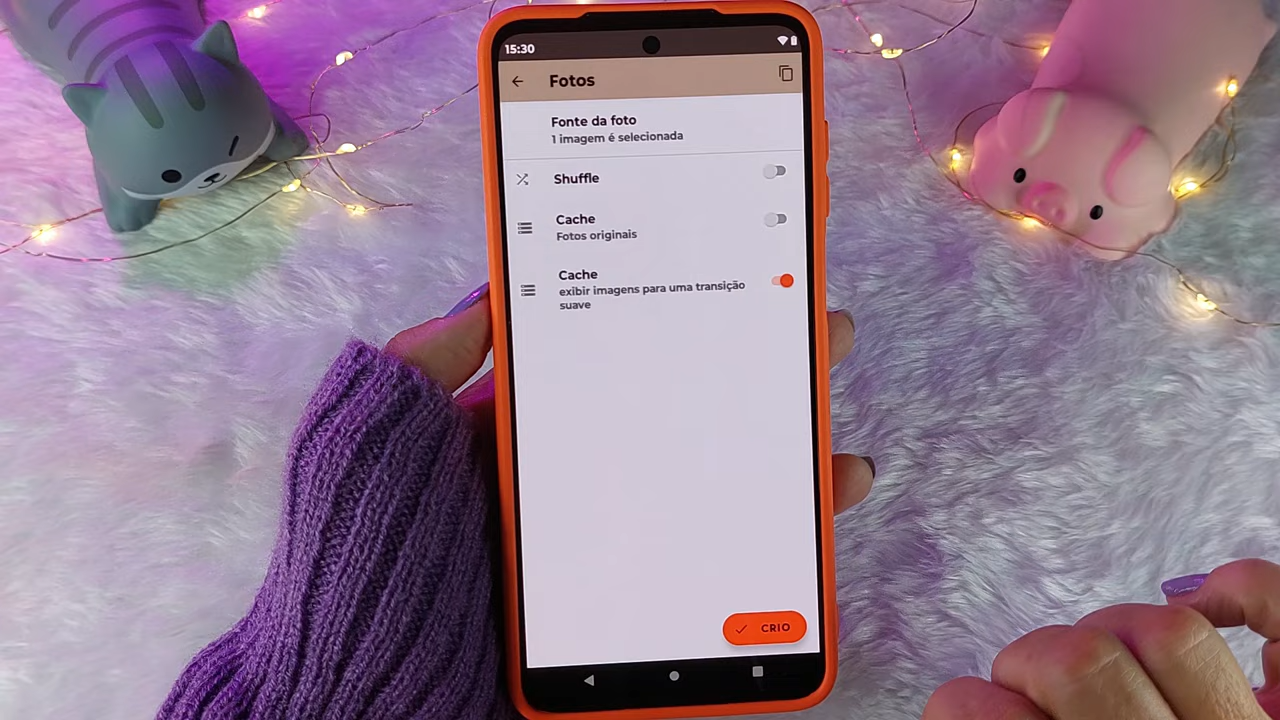 15:30
Fotos
Fonte da foto
1 imagem é selecionada
Shuffle
Cache
Fotos originais
Cache
exibir imagens para uma transição
suave
CRIO